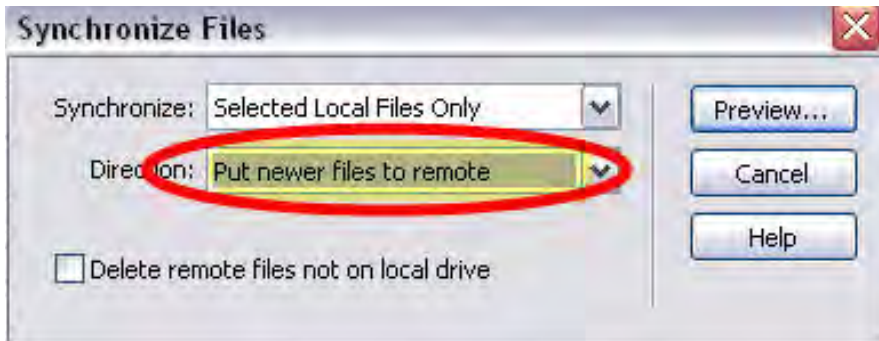 Synchronize Files
Synchronize: Selected Local Files Only
Preview...
Direction: Put newer files to remote
Cancel
Help
Delete remote files not on local drive